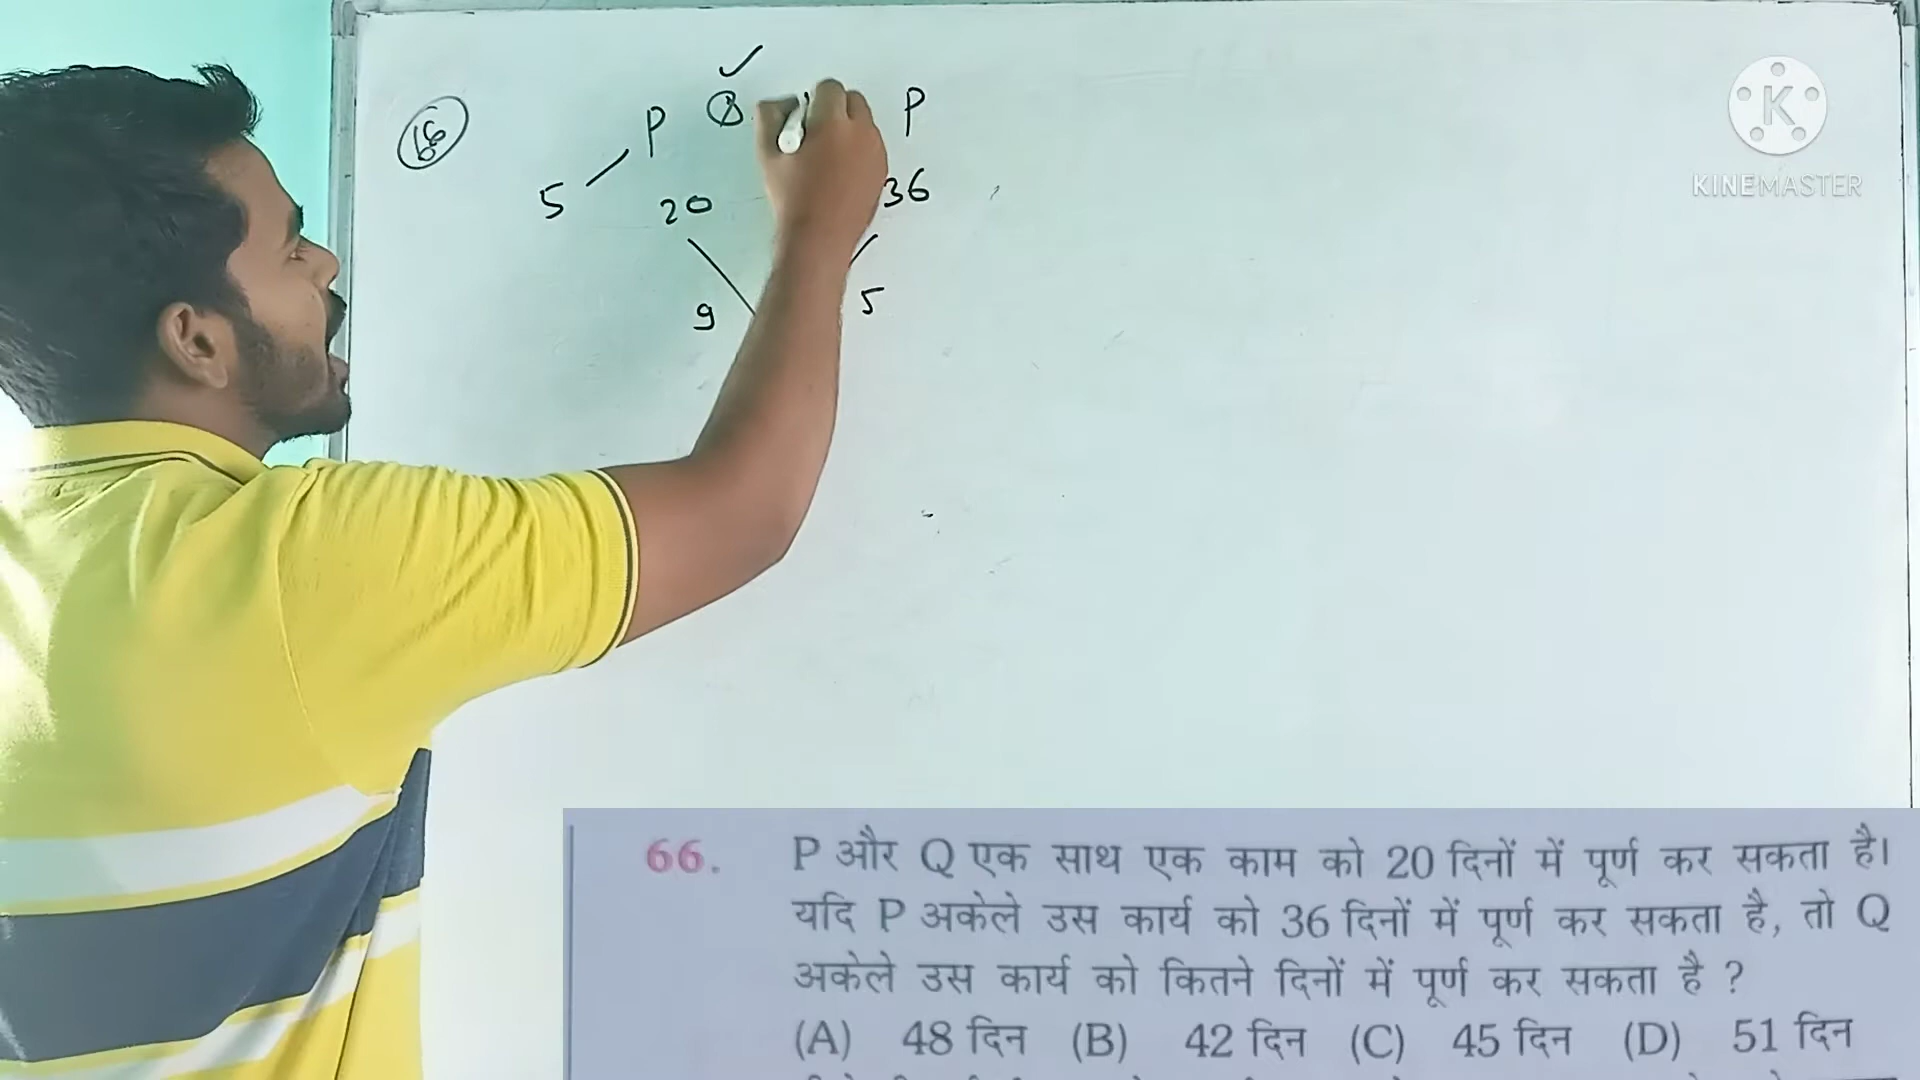 66
P Q P
5 20 36
9 5
KINEMASTER
66. P और Q एक साथ एक काम को 20 दिनों में पूर्ण कर सकता है।
यदि P अकेले उस कार्य को 36 दिनों में पूर्ण कर सकता है, तो Q
अकेले उस कार्य को कितने दिनों में पूर्ण कर सकता है ?
(A) 48 दिन (B) 42 दिन (C) 45 दिन (D) 51 दिन